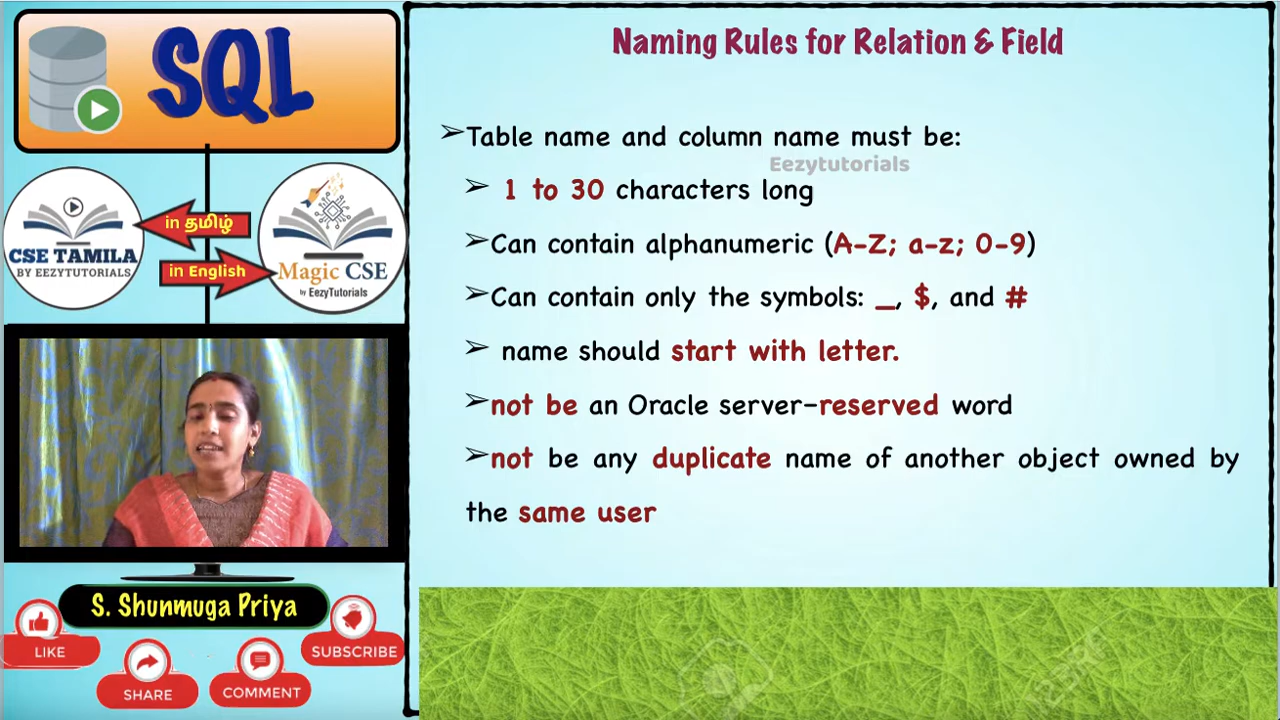 SQL
CSE TAMILA
BY EEZYTUTORIALS
in தமிழ்
in English
Magic CSE
by EezyTutorials
S. Shunmuga Priya
LIKE
SHARE
COMMENT
SUBSCRIBE
Naming Rules for Relation & Field
➢Table name and column name must be:
Eezytutorials
➢ 1 to 30 characters long
➢Can contain alphanumeric (A-Z; a-z; 0-9)
➢Can contain only the symbols: _, $, and #
➢ name should start with letter.
➢not be an Oracle server-reserved word
➢not be any duplicate name of another object owned by
the same user